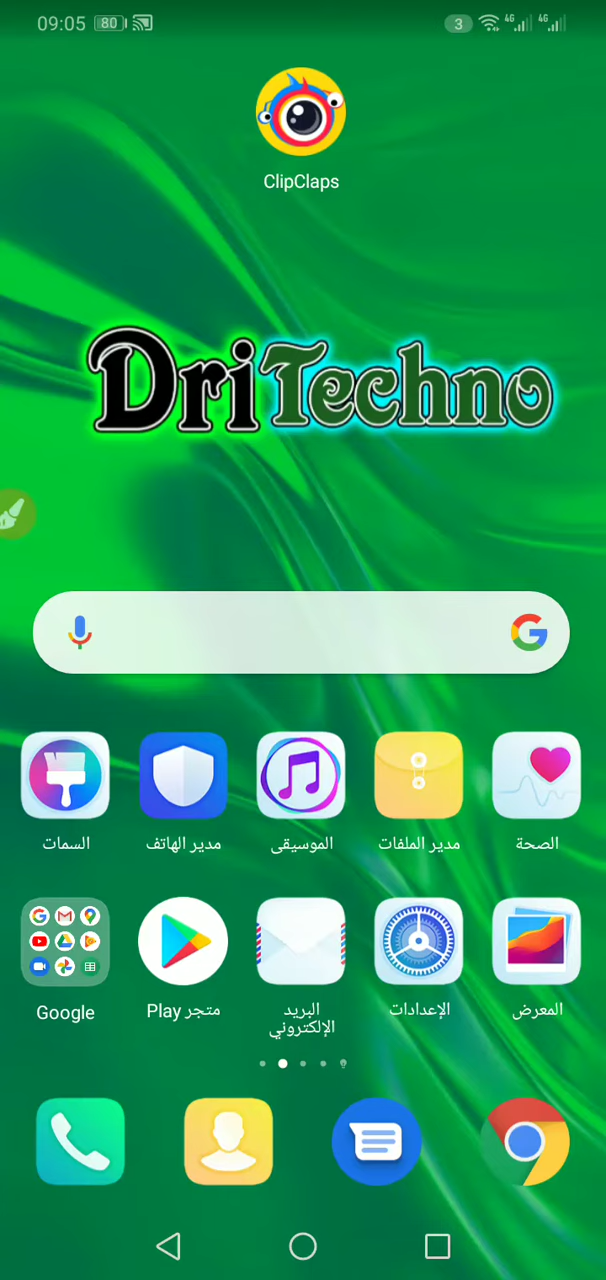 09:05
80
3
4G
4G
ClipClaps
DriTechno
الصحة
مدير الملفات
الموسيقى
مدير الهاتف
السمات
المعرض
الإعدادات
البريد
الإلكتروني
متجر Play
Google